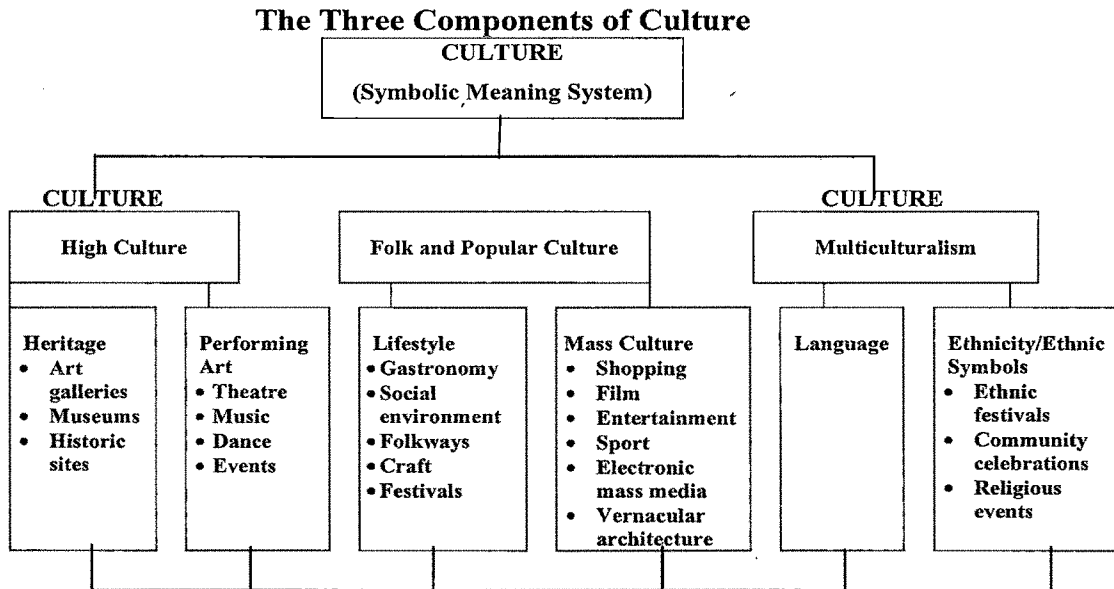 The Three Components of Culture
CULTURE
(Symbolic Meaning System)
CULTURE
High Culture
Folk and Popular Culture
CULTURE
Multiculturalism
Heritage
• Art
galleries
• Museums
• Historic
sites
Performing
Art
• Theatre
• Music
• Dance
• Events
Lifestyle
• Gastronomy
• Social
environment
• Folkways
• Craft
• Festivals
Mass Culture
• Shopping
• Film
• Entertainment
• Sport
• Electronic
mass media
• Vernacular
architecture
Language
Ethnicity/Ethnic
Symbols
• Ethnic
festivals
• Community
celebrations
• Religious
events